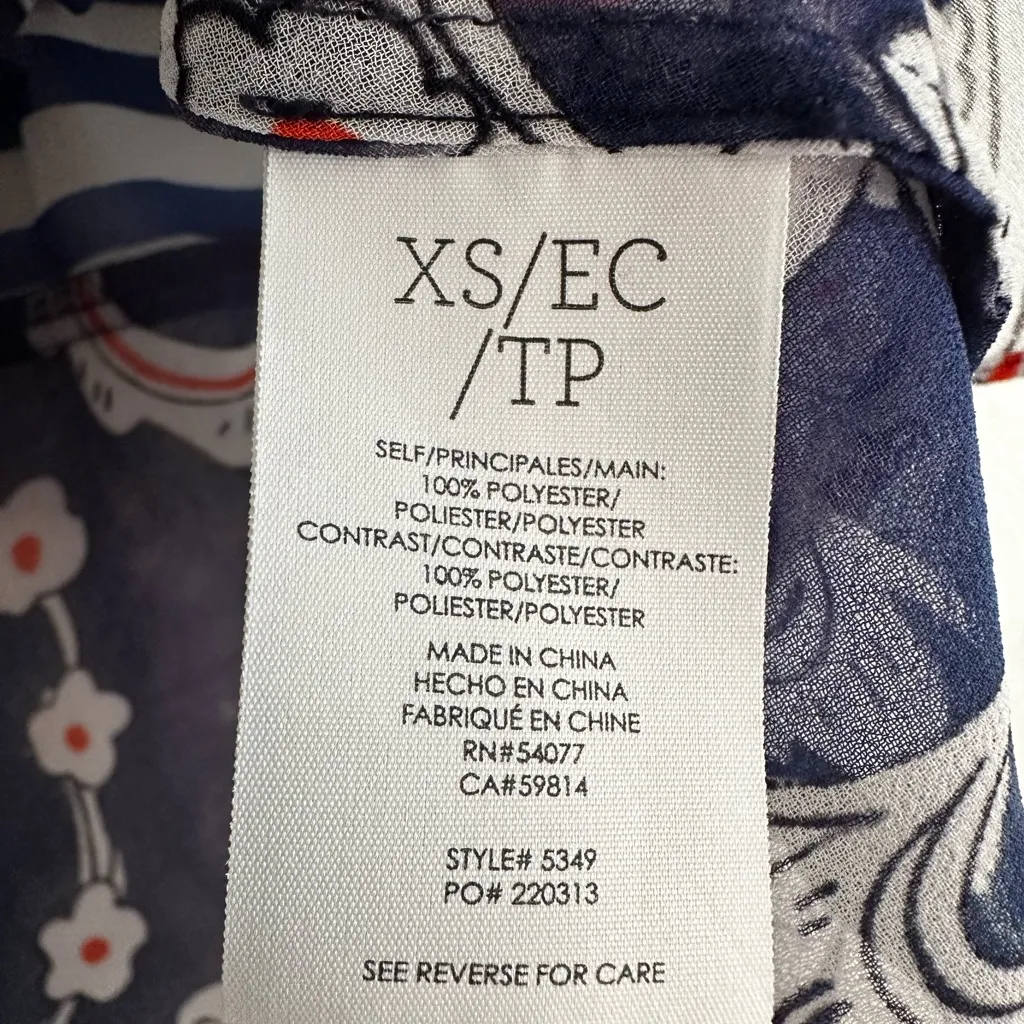 XS/EC
/TP
SELF/PRINCIPALES/MAIN:
100% POLYESTER/
POLIESTER/POLYESTER
CONTRAST/CONTRASTE/CONTRASTE:
100% POLYESTER/
POLIESTER/POLYESTER
MADE IN CHINA
HECHO EN CHINA
FABRIQUÉ EN CHINE
RN#54077
CA#59814
STYLE# 5349
PO# 220313
SEE REVERSE FOR CARE